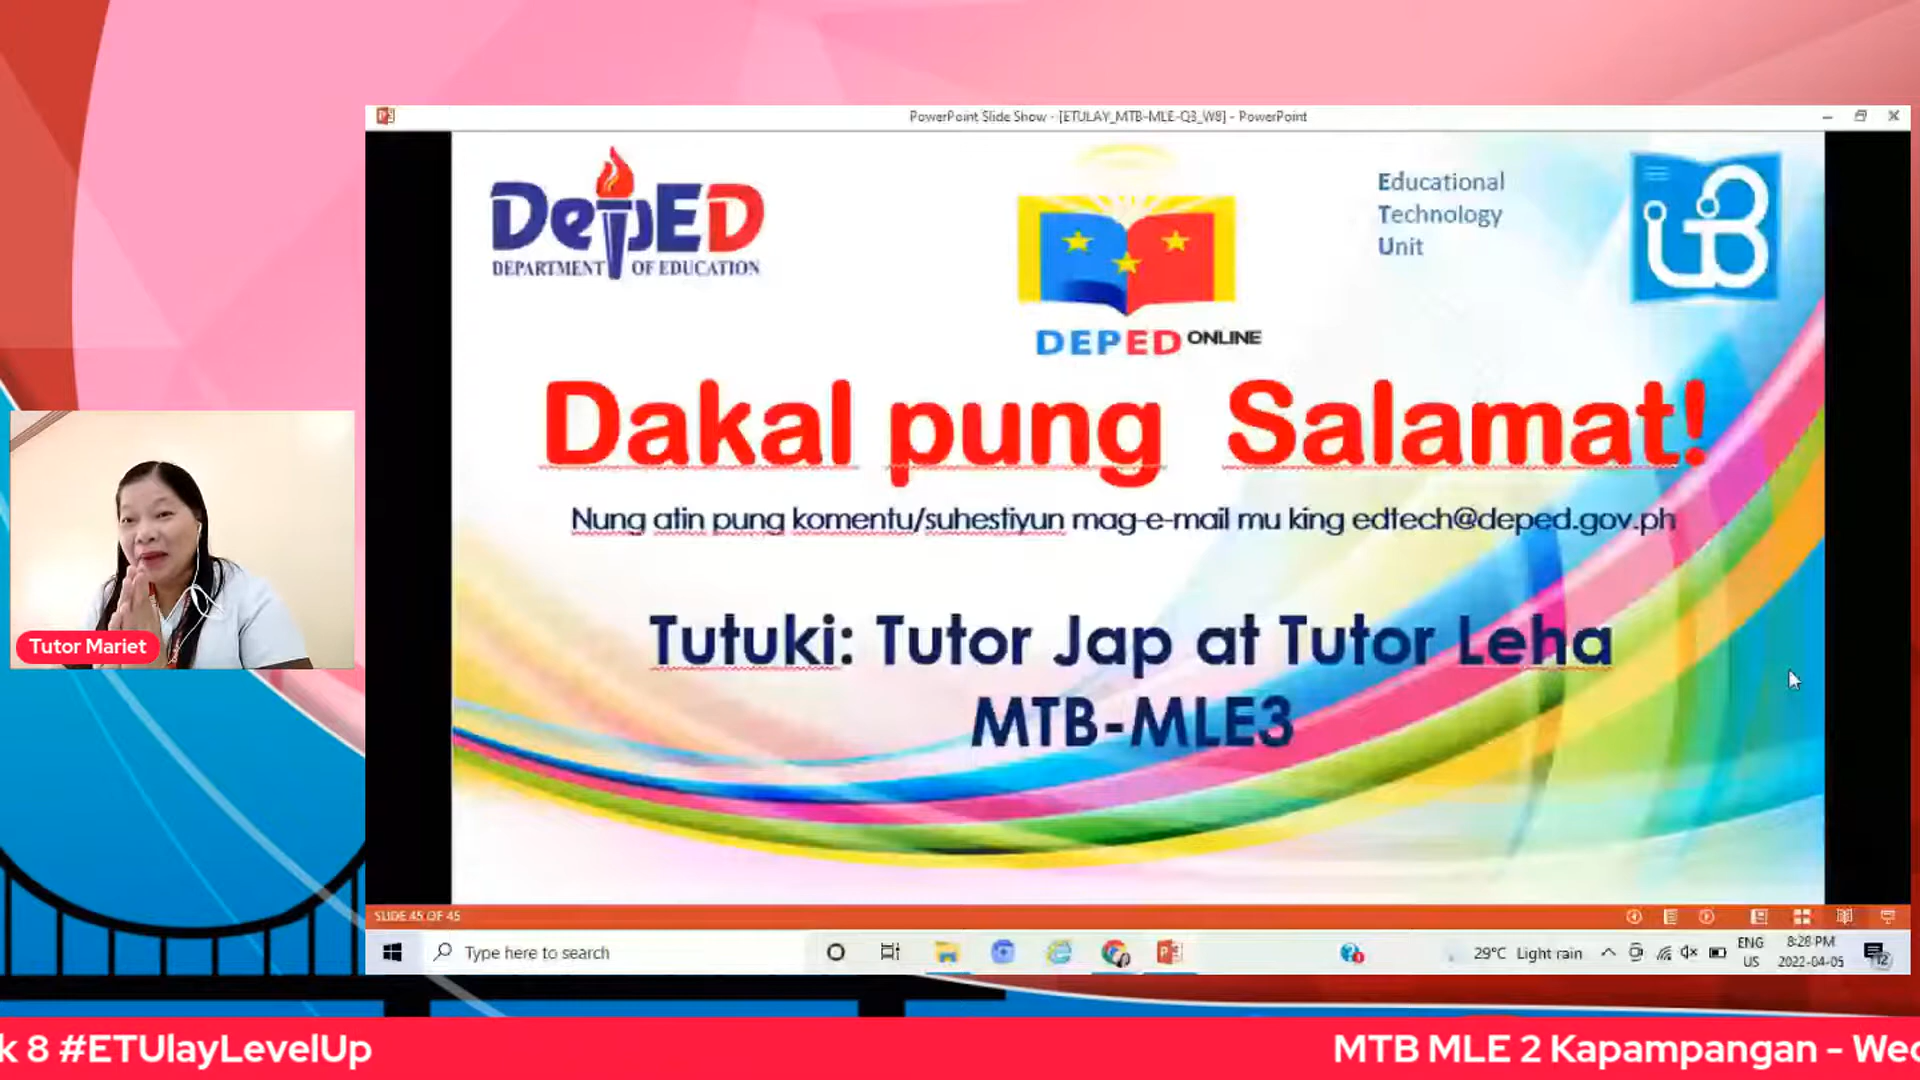 PowerPoint Slide Show - [ETULAY_MTB-MLE-Q3_W8] - PowerPoint
DepED
DEPARTMENT OF EDUCATION
DEPED ONLINE
Educational
Technology
Unit
Dakal pung Salamat!
Nung atin pung komentu/suhestiyun mag-e-mail mu king edtech@deped.gov.ph
Tutuki: Tutor Jap at Tutor Leha
MTB-MLE3
Tutor Mariet
SLIDE 45 OF 45
Type here to search
29°C Light rain
ENG
US
8:28 PM
2022-04-05
12
k 8 #ETUlayLevelUp
MTB MLE 2 Kapampangan - Wed